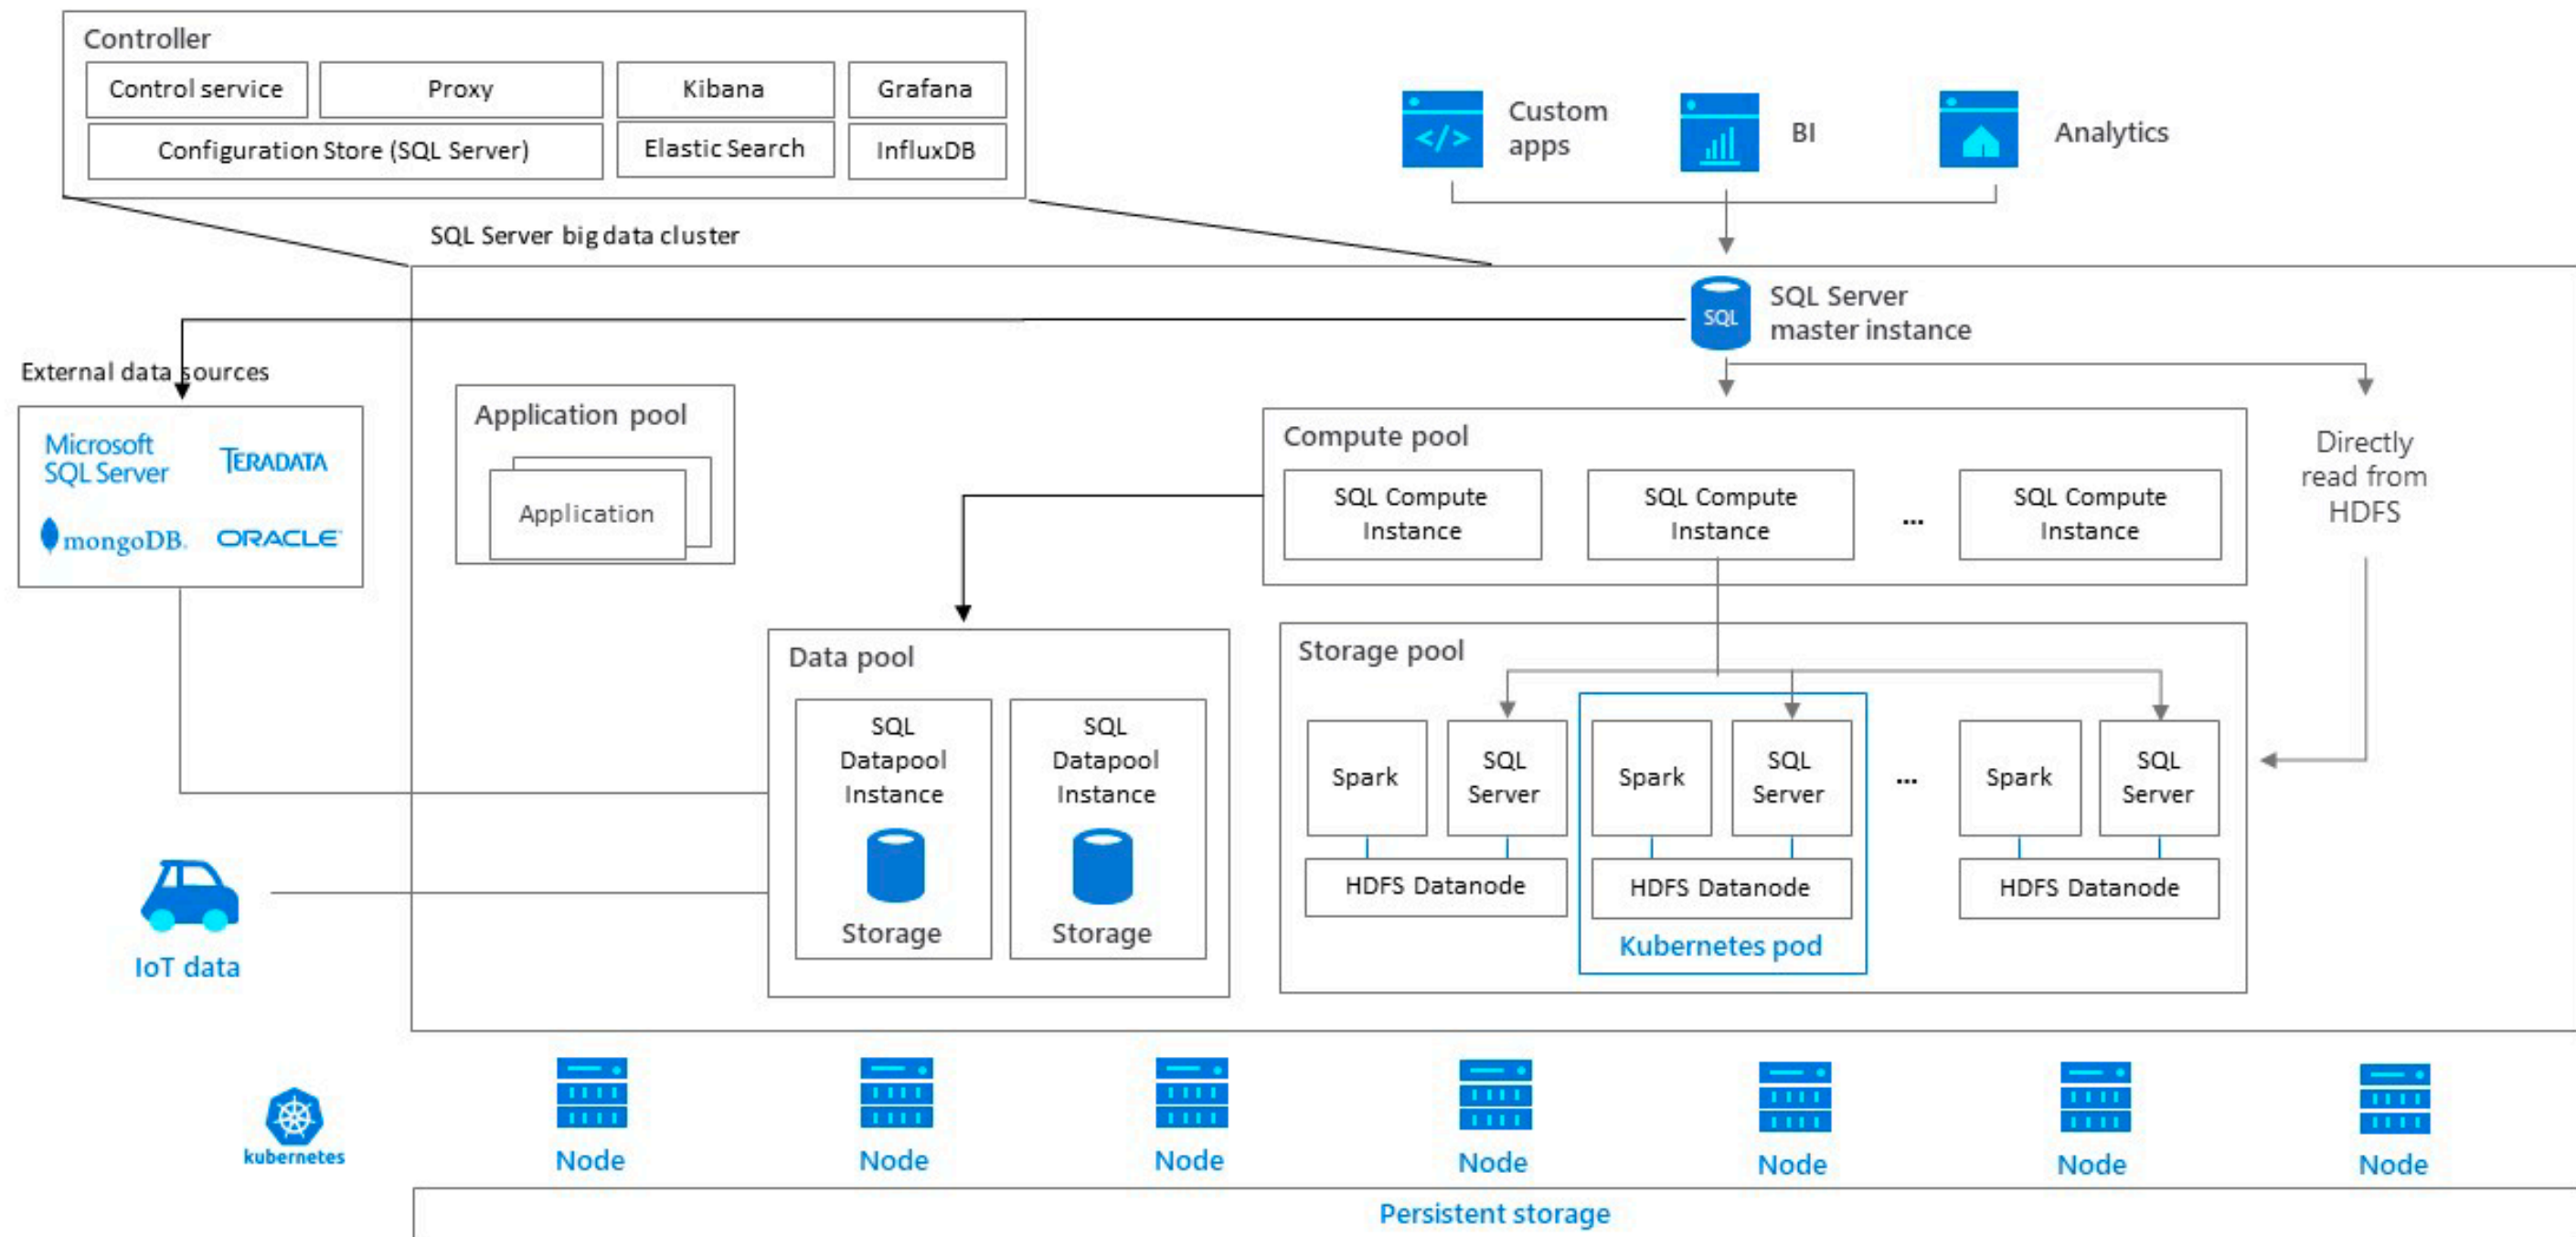 Controller
Control service
Proxy
Kibana
Grafana
Configuration Store (SQL Server)
Elastic Search
InfluxDB
Custom
apps
BI
Analytics
SQL Server big data cluster
SQL
SQL Server
master instance
External data sources
Microsoft
SQL Server
TERADATA
mongoDB.
ORACLE
Application pool
Application
Compute pool
SQL Compute
Instance
SQL Compute
Instance
...
SQL Compute
Instance
Directly
read from
HDFS
Data pool
SQL
Datapool
Instance
Storage
SQL
Datapool
Instance
Storage
Storage pool
Spark
SQL
Server
HDFS Datanode
Spark
SQL
Server
HDFS Datanode
Kubernetes pod
...
Spark
SQL
Server
HDFS Datanode
IoT data
kubernetes
Node
Node
Node
Node
Node
Node
Node
Persistent storage